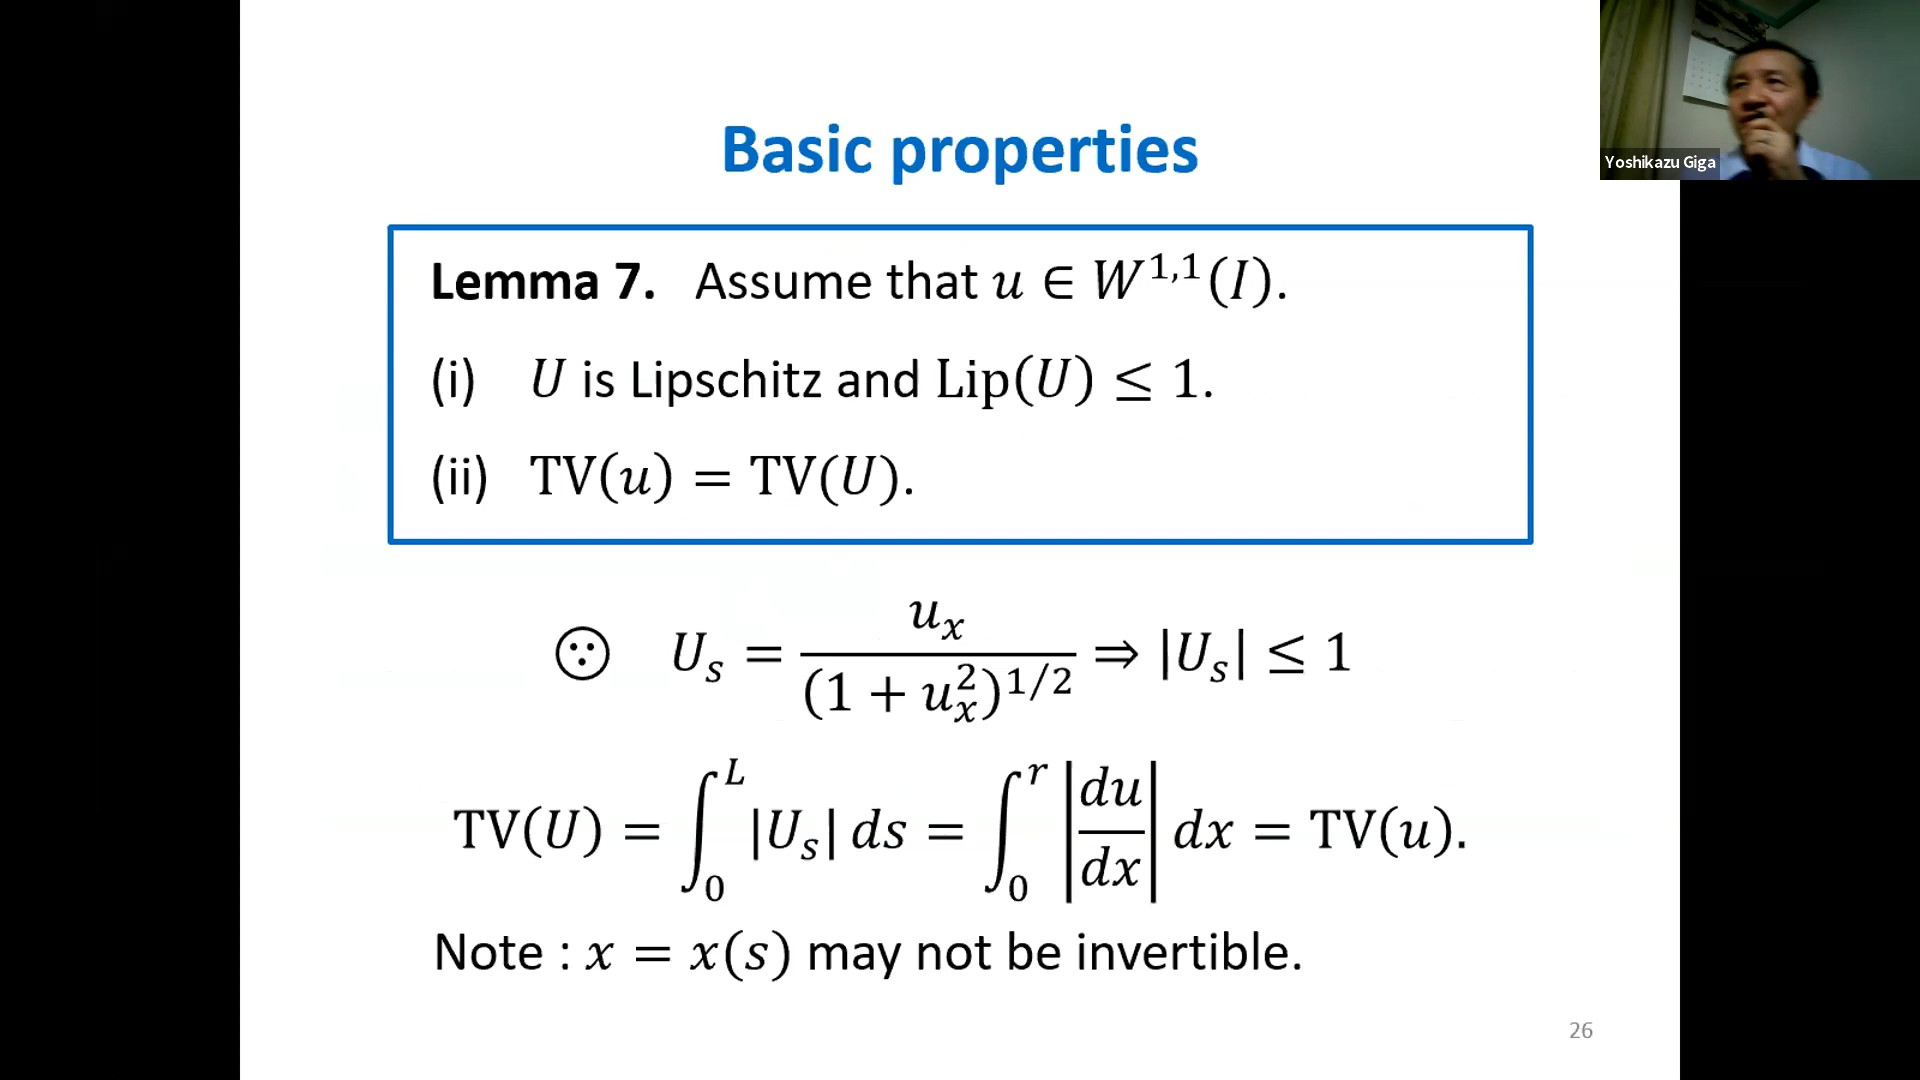 Basic properties
Yoshikazu Giga
Lemma 7. Assume that u ∈ W^{1,1}(I).
(i) U is Lipschitz and Lip(U) ≤ 1.
(ii) TV(u) = TV(U).
U_s = u_x / (1 + u_x^2)^{1/2} ⇒ |U_s| ≤ 1
TV(U) = ∫_0^L |U_s| ds = ∫_0^r |du/dx| dx = TV(u).
Note : x = x(s) may not be invertible.
26